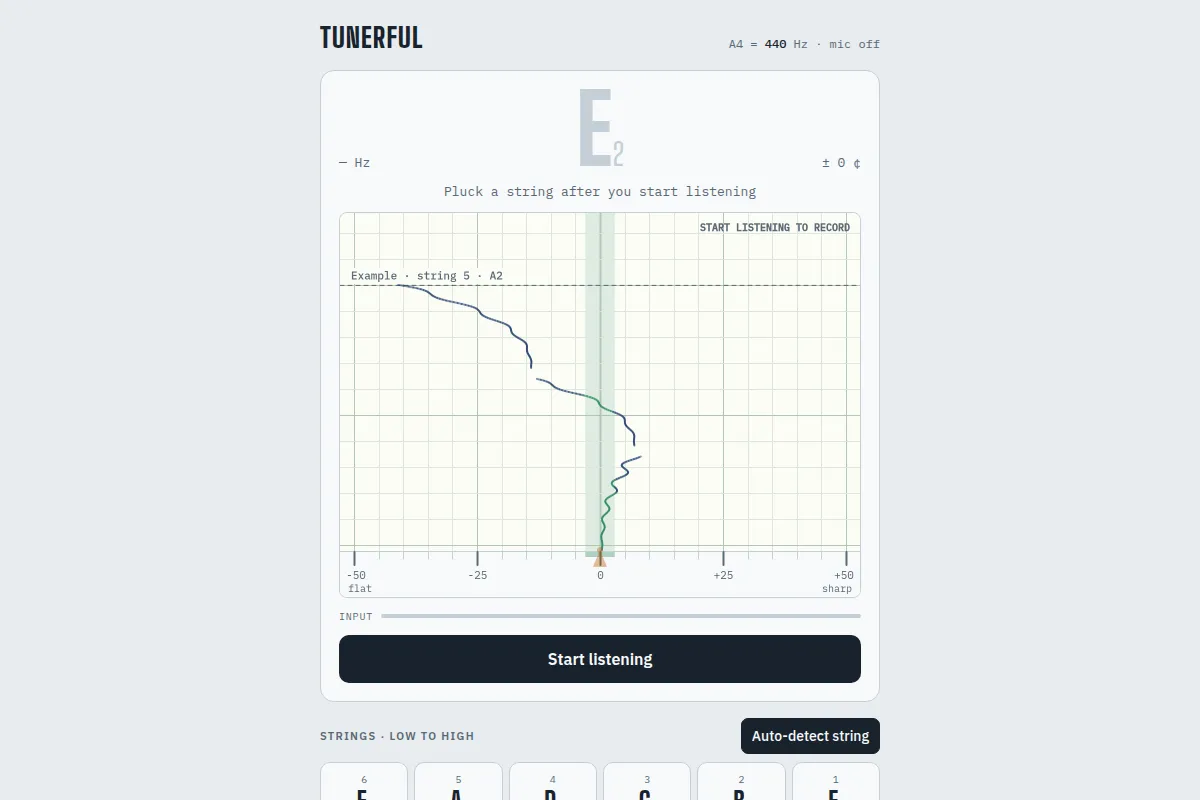 TUNERFUL
A4 = 440 Hz · mic off
E2
— Hz
± 0 ¢
Pluck a string after you start listening
START LISTENING TO RECORD
Example · string 5 · A2
-50 -25 0 +25 +50
flat sharp
INPUT
Start listening
STRINGS · LOW TO HIGH
Auto-detect string
6 5 4 3 2 1